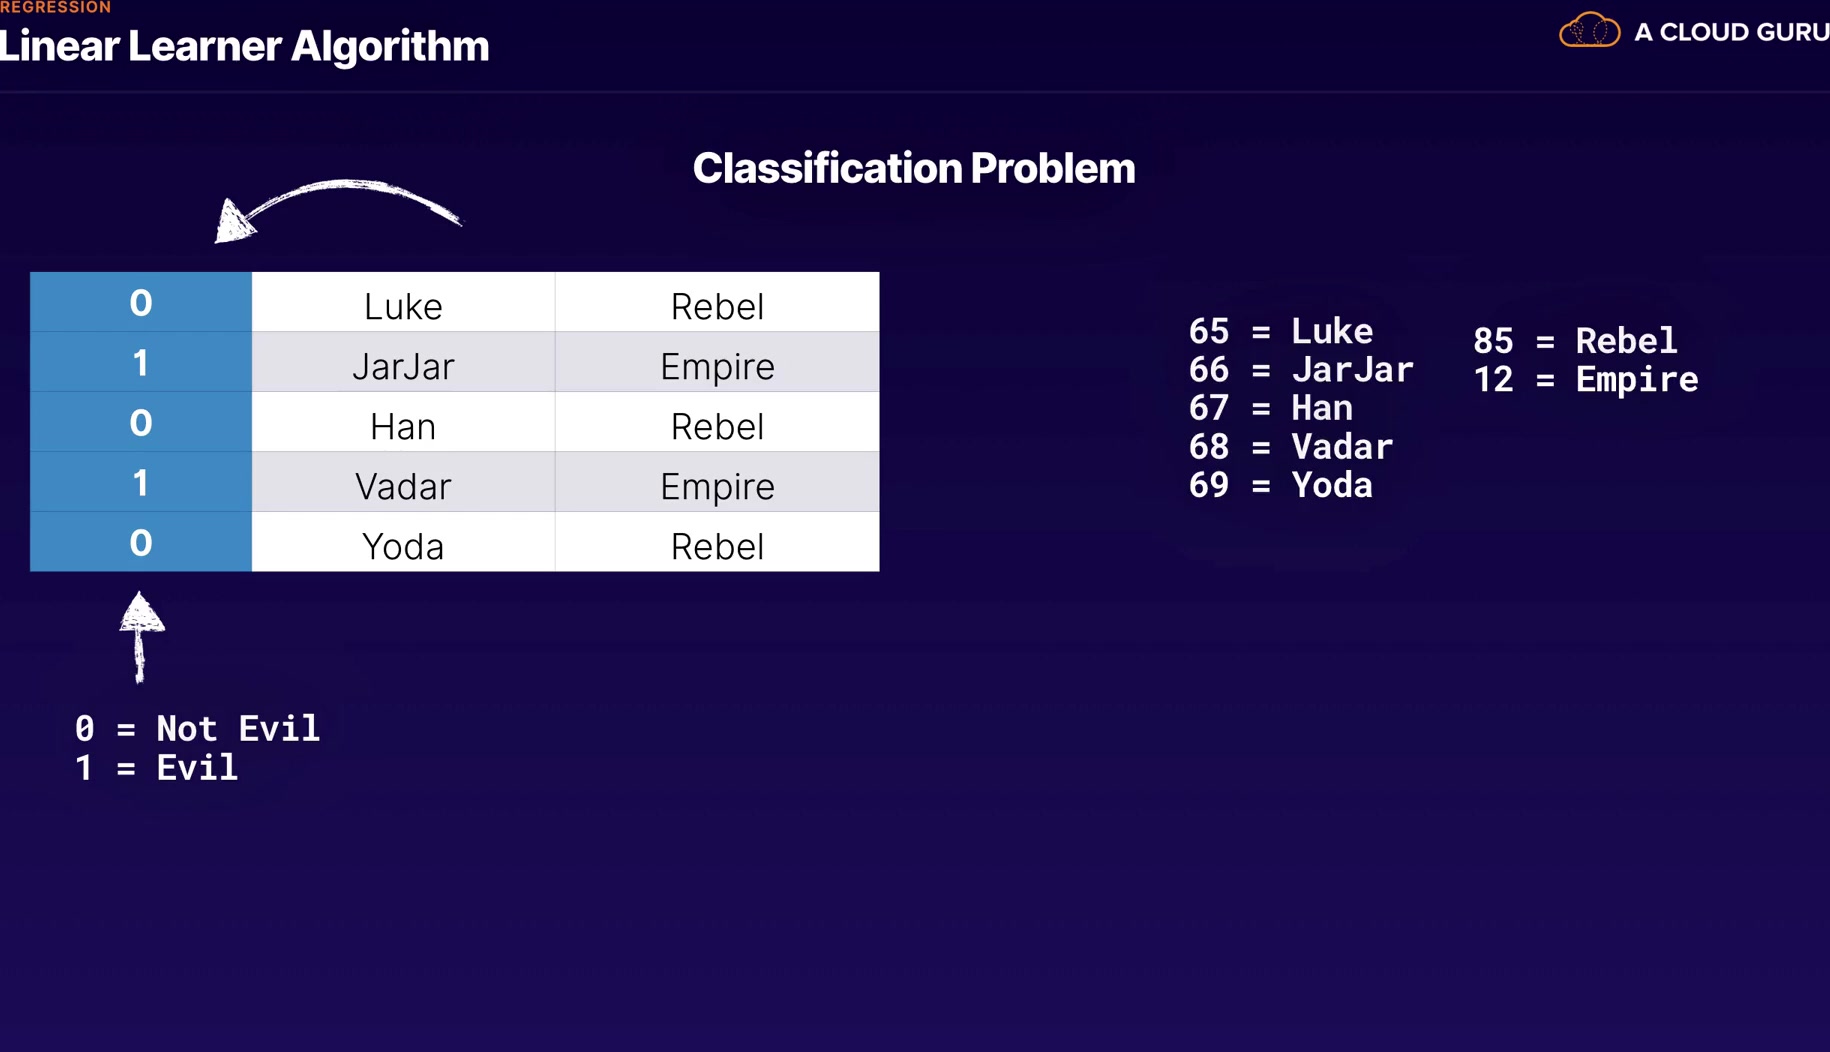 REGRESSION
Linear Learner Algorithm
A CLOUD GURU
Classification Problem
0 Luke Rebel
1 JarJar Empire
0 Han Rebel
1 Vadar Empire
0 Yoda Rebel
65 = Luke
66 = JarJar
67 = Han
68 = Vadar
69 = Yoda
85 = Rebel
12 = Empire
0 = Not Evil
1 = Evil